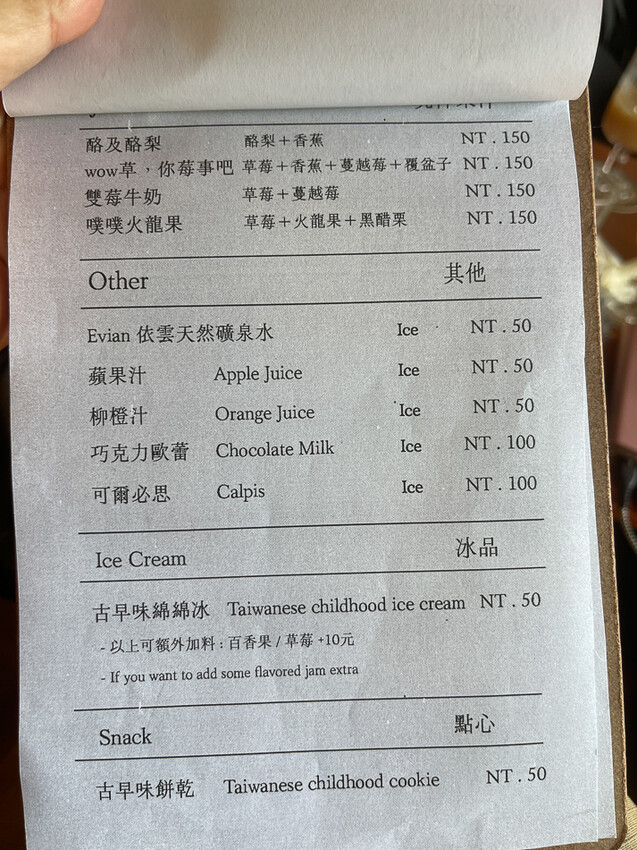 酪及酪梨 酪梨+香蕉 NT . 150
wow草,你莓事吧 草莓+香蕉+蔓越莓+覆盆子 NT . 150
雙莓牛奶 草莓+蔓越莓 NT . 150
噗噗火龍果 草莓+火龍果+黑醋栗 NT . 150
Other 其他
Evian 依雲天然礦泉水 Ice NT . 50
蘋果汁 Apple Juice Ice NT . 50
柳橙汁 Orange Juice Ice NT . 50
巧克力歐蕾 Chocolate Milk Ice NT . 100
可爾必思 Calpis Ice NT . 100
Ice Cream 冰品
古早味綿綿冰 Taiwanese childhood ice cream NT . 50
- 以上可額外加料 : 百香果 / 草莓 +10元
- If you want to add some flavored jam extra
Snack 點心
古早味餅乾 Taiwanese childhood cookie NT . 50